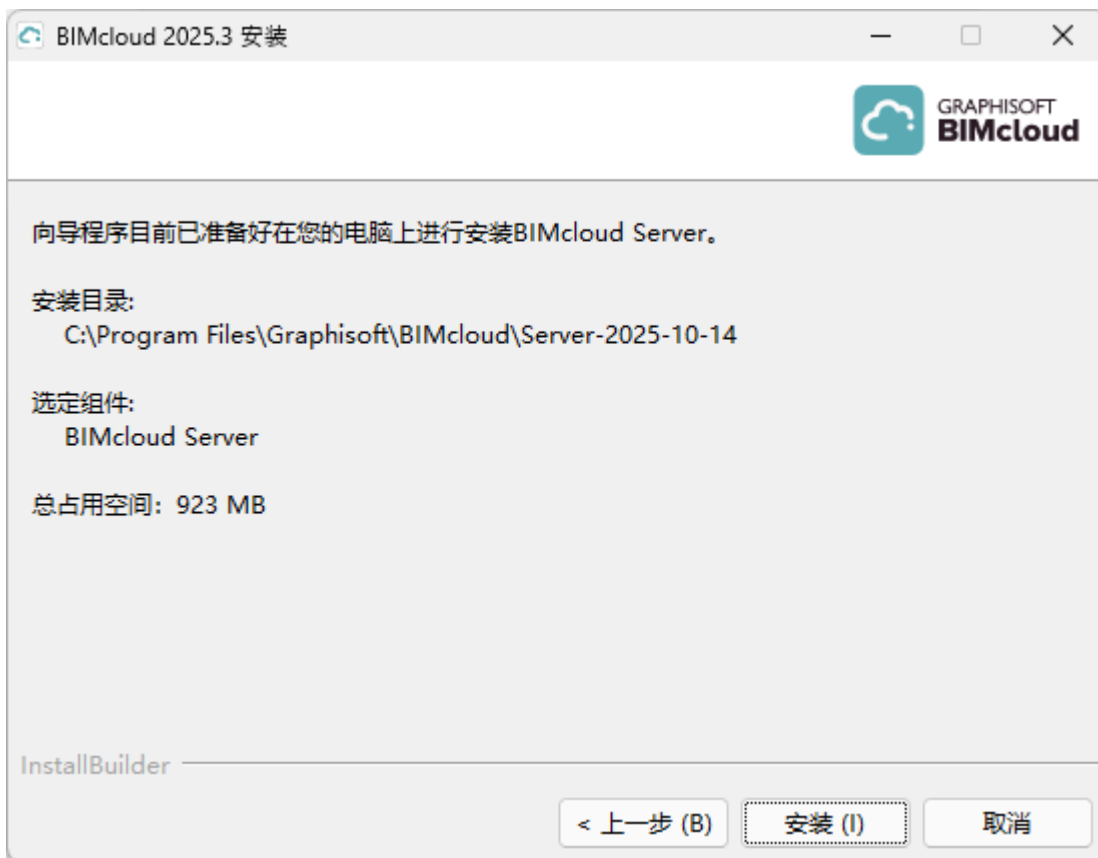 BIMcloud 2025.3 安装
GRAPHISOFT
BIMcloud
向导程序目前已准备好在您的电脑上进行安装BIMcloud Server。
安装目录:
C:\Program Files\Graphisoft\BIMcloud\Server-2025-10-14
选定组件:
BIMcloud Server
总占用空间：923 MB
InstallBuilder
< 上一步 (B) 安装 (I) 取消